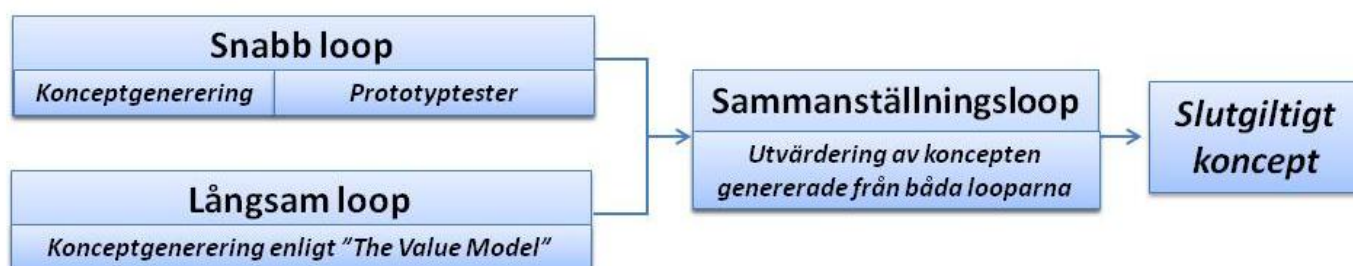 Snabb loop
Konceptgenerering
Prototyptester
Långsam loop
Konceptgenerering enligt ”The Value Model”
Sammanställningsloop
Utvärdering av koncepten
genererade från båda looparna
Slutgiltigt
koncept